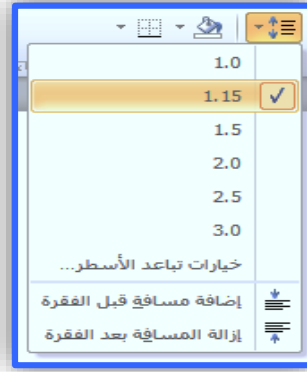 1.0
1.15
1.5
2.0
2.5
3.0
خيارات تباعد الأسطر...
إضافة مسافة قبل الفقرة
إزالة المسافة بعد الفقرة